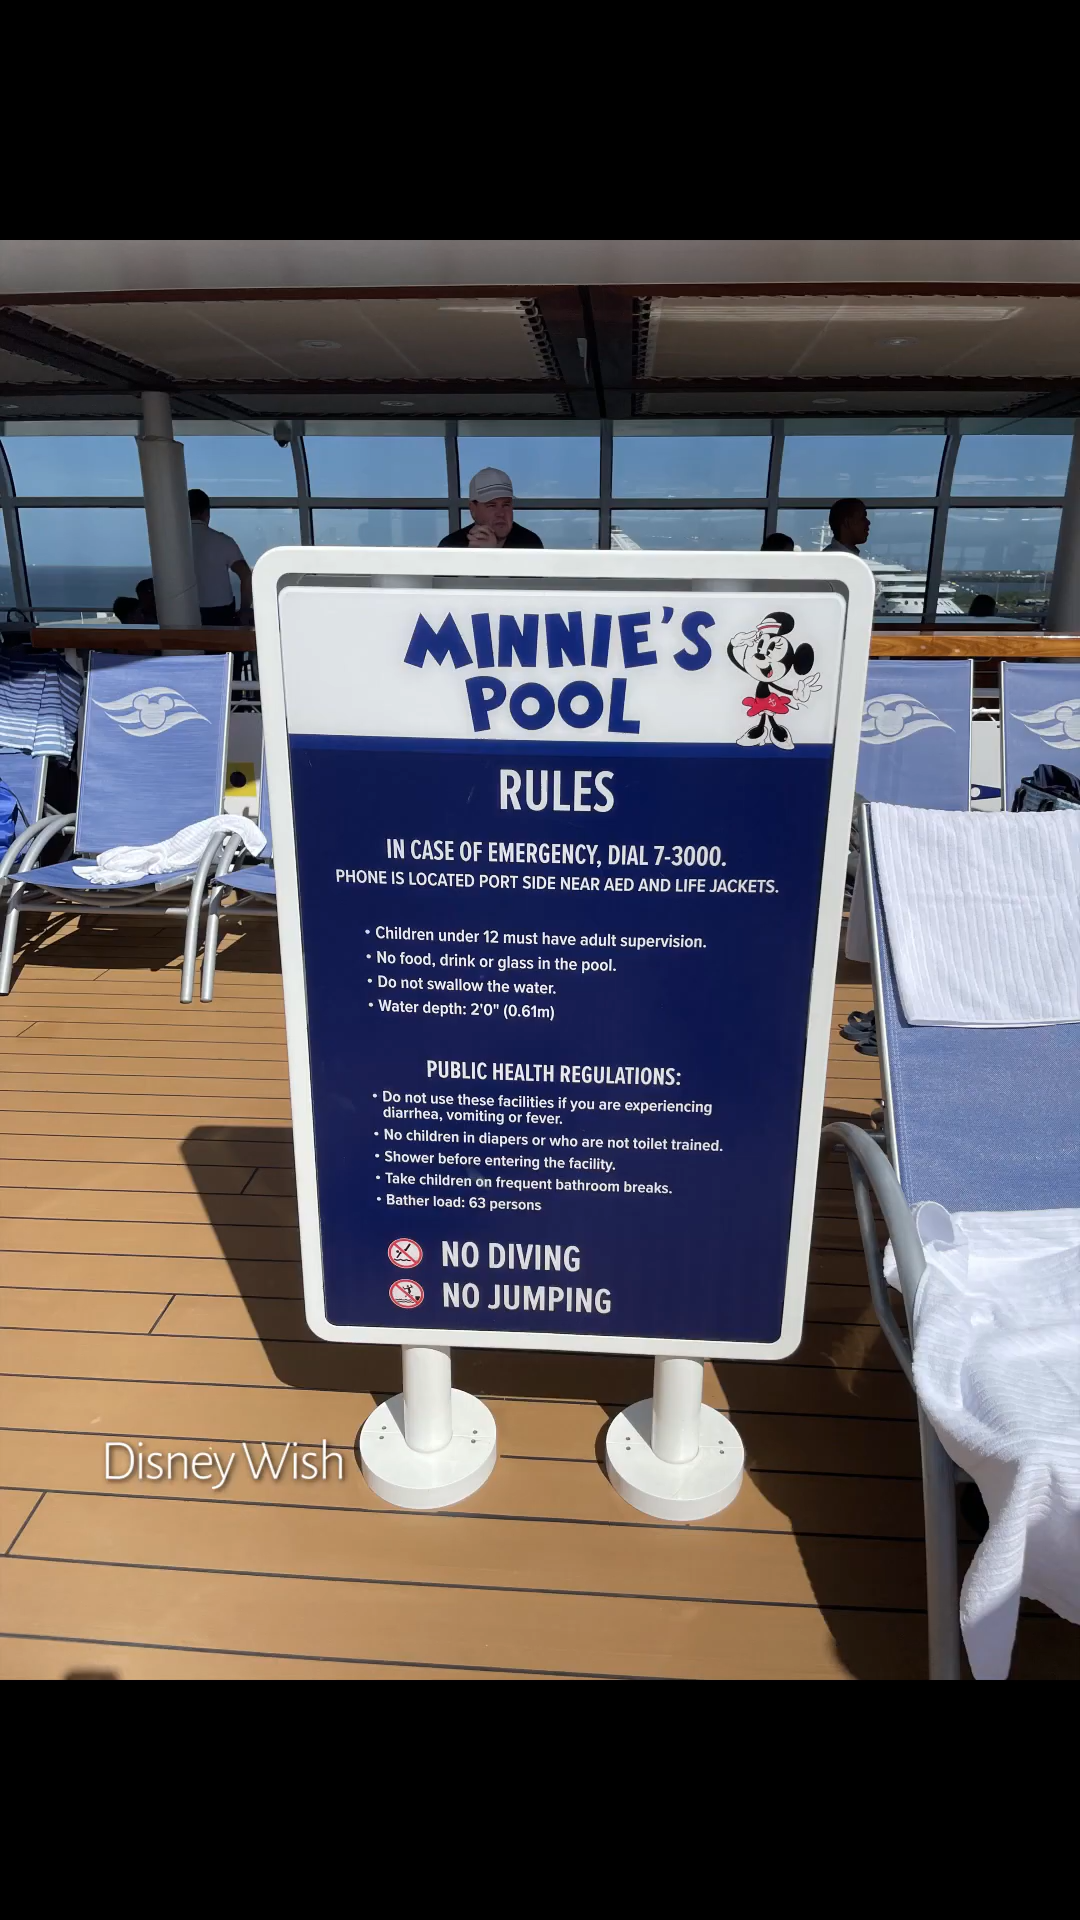 MINNIE'S
POOL
RULES
IN CASE OF EMERGENCY, DIAL 7-3000.
PHONE IS LOCATED PORT SIDE NEAR AED AND LIFE JACKETS.
• Children under 12 must have adult supervision.
• No food, drink or glass in the pool.
• Do not swallow the water.
• Water depth: 2'0" (0.61m)
PUBLIC HEALTH REGULATIONS:
• Do not use these facilities if you are experiencing
diarrhea, vomiting or fever.
• No children in diapers or who are not toilet trained.
• Shower before entering the facility.
• Take children on frequent bathroom breaks.
• Bather load: 63 persons
NO DIVING
NO JUMPING
Disney Wish